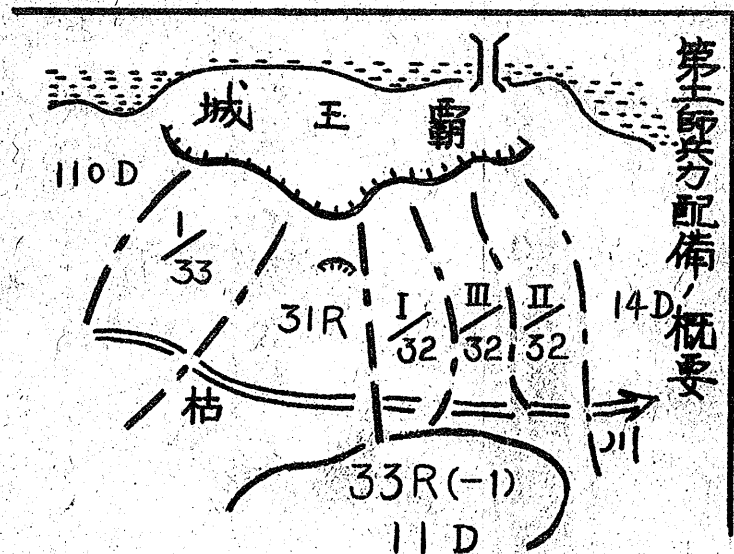 第十一師兵力配備ノ概要
覇王城
110D
I/33
31R
I/32
III/32
II/32
14D
枯川
33R(-1)
11D